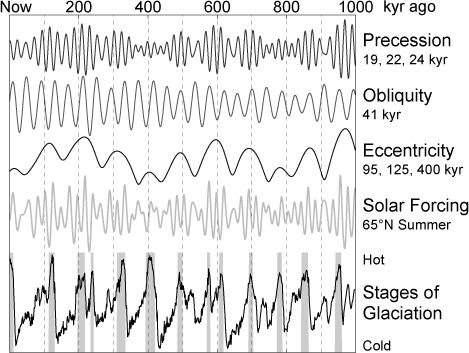 Now 200 400 600 800 1000 kyr ago
Precession
19, 22, 24 kyr
Obliquity
41 kyr
Eccentricity
95, 125, 400 kyr
Solar Forcing
65°N Summer
Hot
Stages of
Glaciation
Cold